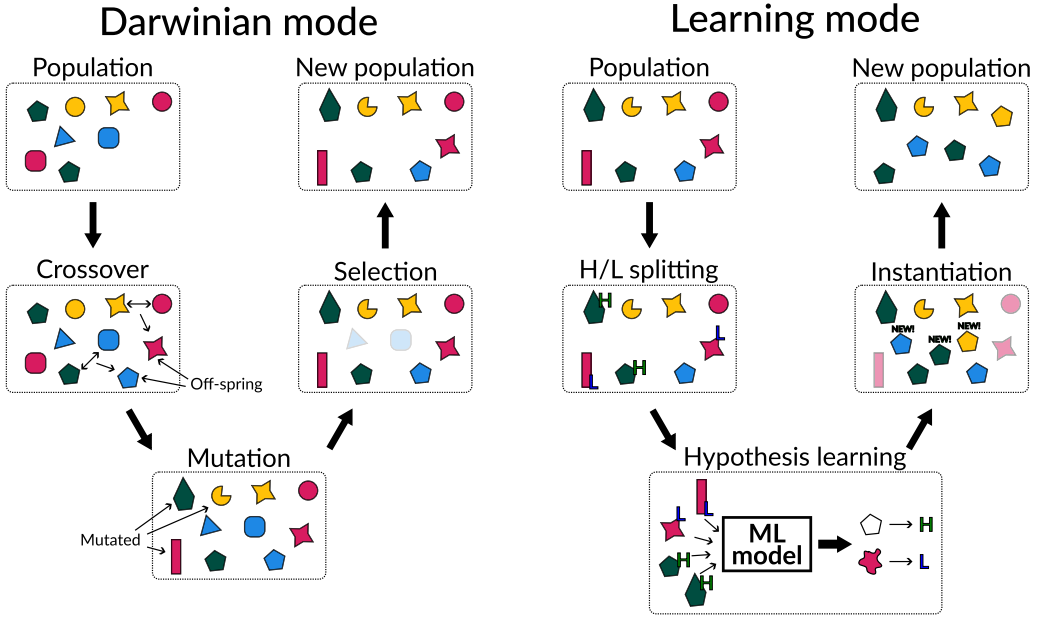 Darwinian mode
Population
New population
Crossover
Off-spring
Selection
Mutation
Mutated
Learning mode
Population
New population
H/L splitting
H
L
L
H
Instantiation
NEW!
NEW!
NEW!
Hypothesis learning
L
L
H
H
ML
model
H
L